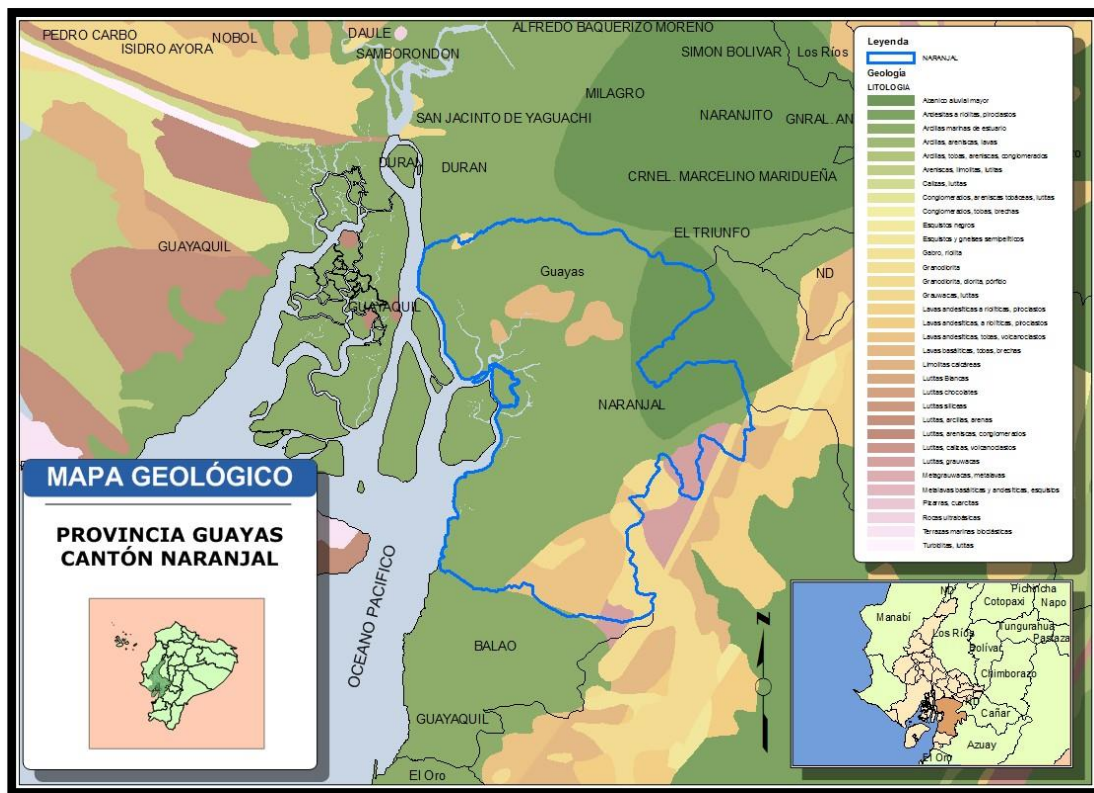 PEDRO CARBO
ISIDRO AYORA
NOBOL
DAULE
SAMBORONDON
ALFREDO BAQUERIZO MORENO
SIMON BOLIVAR
Los Ríos
MILAGRO
SAN JACINTO DE YAGUACHI
NARANJITO
GNRAL. AN
DURAN
DURAN
CRNEL. MARCELINO MARIDUEÑA
GUAYAQUIL
EL TRIUNFO
Guayas
ND
GUAYAQUIL
NARANJAL
OCEANO PACIFICO
BALAO
GUAYAQUIL
El Oro
Leyenda
NARANJAL
Geología
LITOLOGIA
Abanico aluvial mayor
Andesitas a riolitas, piroclastos
Arcillas marinas de estuario
Arcillas, areniscas, lavas
Arcillas, tobas, areniscas, conglomerados
Areniscas, limolitas, lutitas
Calizas, lutitas
Conglomerados, areniscas tobáceas, lutitas
Conglomerados, tobas, brechas
Esquistos negros
Esquistos y gneises semipelíticos
Gabro, riolita
Granodiorita
Granodiorita, diorita, pórfido
Grauwacas, lutitas
Lavas andesíticas a riolíticas, piroclastos
Lavas andesíticas, a riolíticas, piroclastos
Lavas andesíticas, tobas, volcanoclastos
Lavas basálticas, tobas, brechas
Limolitas calcáreas
Lutitas Blancas
Lutitas chocolates
Lutitas silíceas
Lutitas, arcillas, arenas
Lutitas, areniscas, conglomerados
Lutitas, calizas, volcanoclastos
Lutitas, grauwacas
Metagrauwacas, metalavas
Metalavas basálticas y andesíticas, esquistos
Pizarras, cuarcitas
Rocas ultrabásicas
Terrazas marinas bioclásticas
Turbiditas, lutitas
MAPA GEOLÓGICO
PROVINCIA GUAYAS
CANTÓN NARANJAL
ND
Pichincha
Manabí
Cotopaxi
Napo
Los Ríos
Tungurahua
Bolívar
Pastaza
Chimborazo
ND
Cañar
Azuay
El Oro